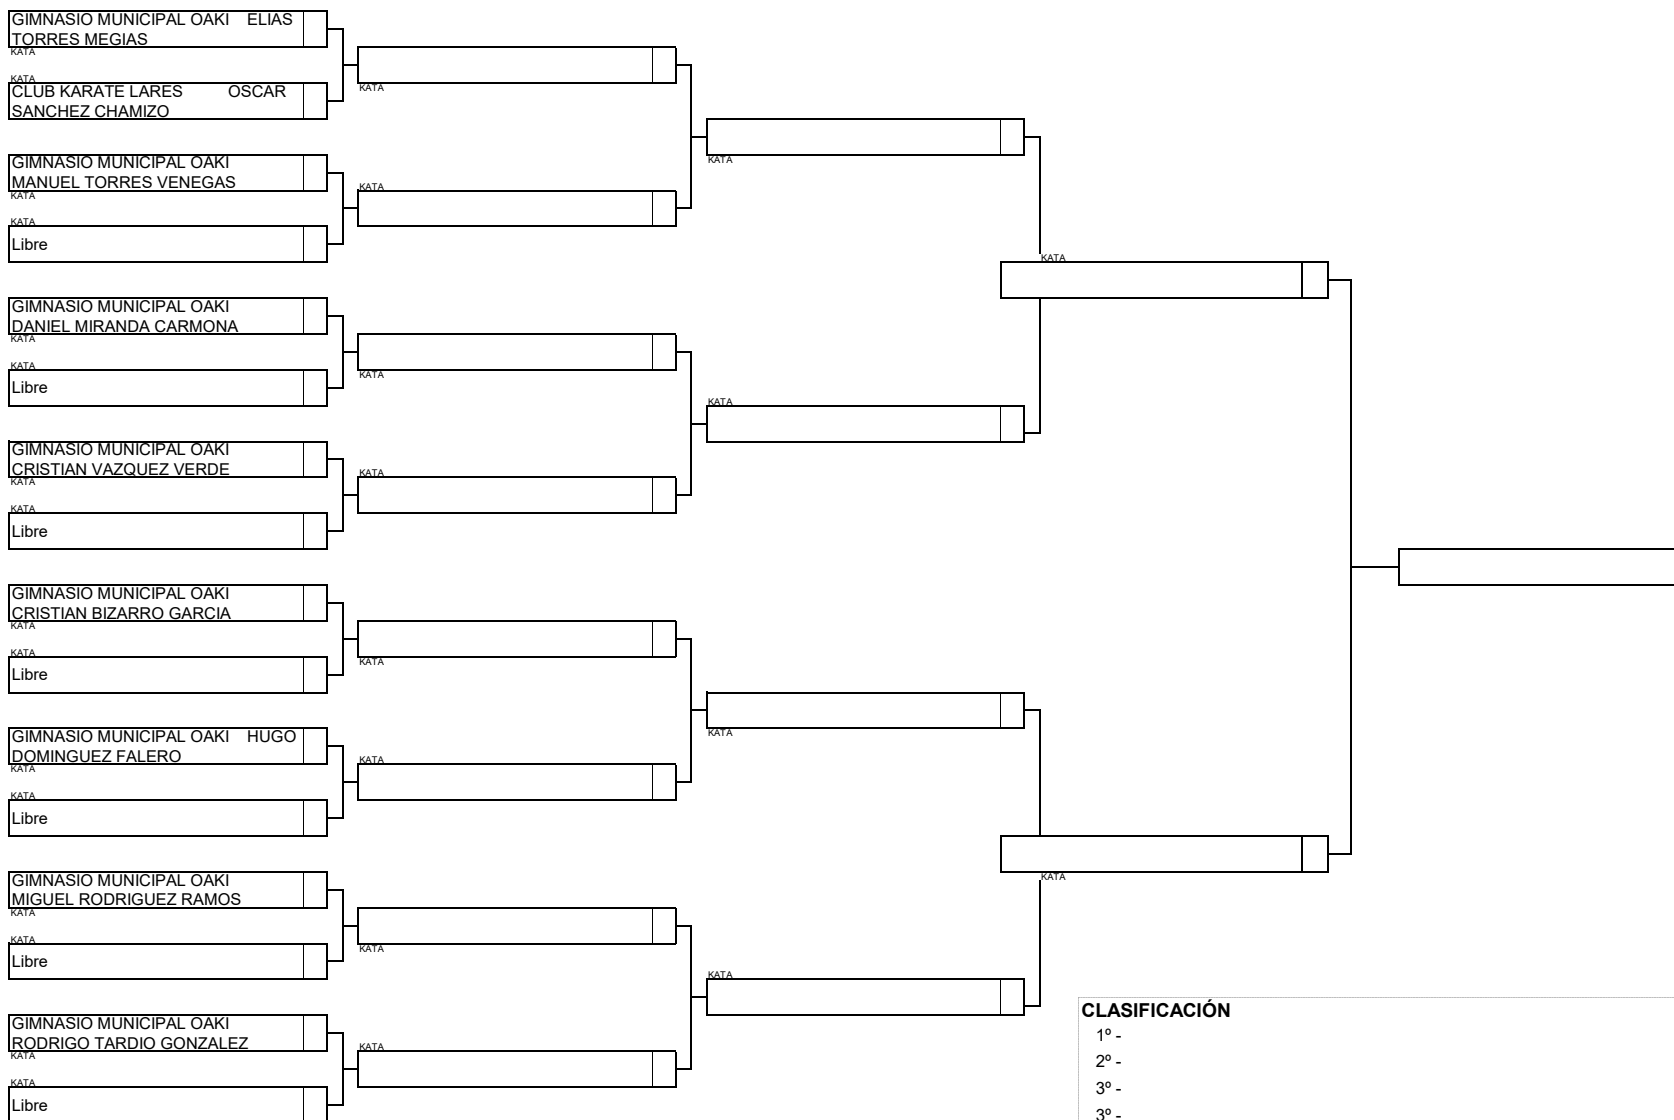 GIMNASIO MUNICIPAL OAKI ELIAS
TORRES MEGIAS
KATA
KATA
CLUB KARATE LARES OSCAR
SANCHEZ CHAMIZO
GIMNASIO MUNICIPAL OAKI
MANUEL TORRES VENEGAS
KATA
KATA
Libre
GIMNASIO MUNICIPAL OAKI
DANIEL MIRANDA CARMONA
KATA
KATA
Libre
GIMNASIO MUNICIPAL OAKI
CRISTIAN VAZQUEZ VERDE
KATA
KATA
Libre
GIMNASIO MUNICIPAL OAKI
CRISTIAN BIZARRO GARCIA
KATA
KATA
Libre
GIMNASIO MUNICIPAL OAKI HUGO
DOMINGUEZ FALERO
KATA
KATA
Libre
GIMNASIO MUNICIPAL OAKI
MIGUEL RODRIGUEZ RAMOS
KATA
KATA
Libre
GIMNASIO MUNICIPAL OAKI
RODRIGO TARDIO GONZALEZ
KATA
KATA
Libre
KATA
KATA
KATA
KATA
KATA
KATA
KATA
KATA
KATA
KATA
KATA
KATA
KATA
KATA
CLASIFICACIÓN
1º -
2º -
3º -
3º -